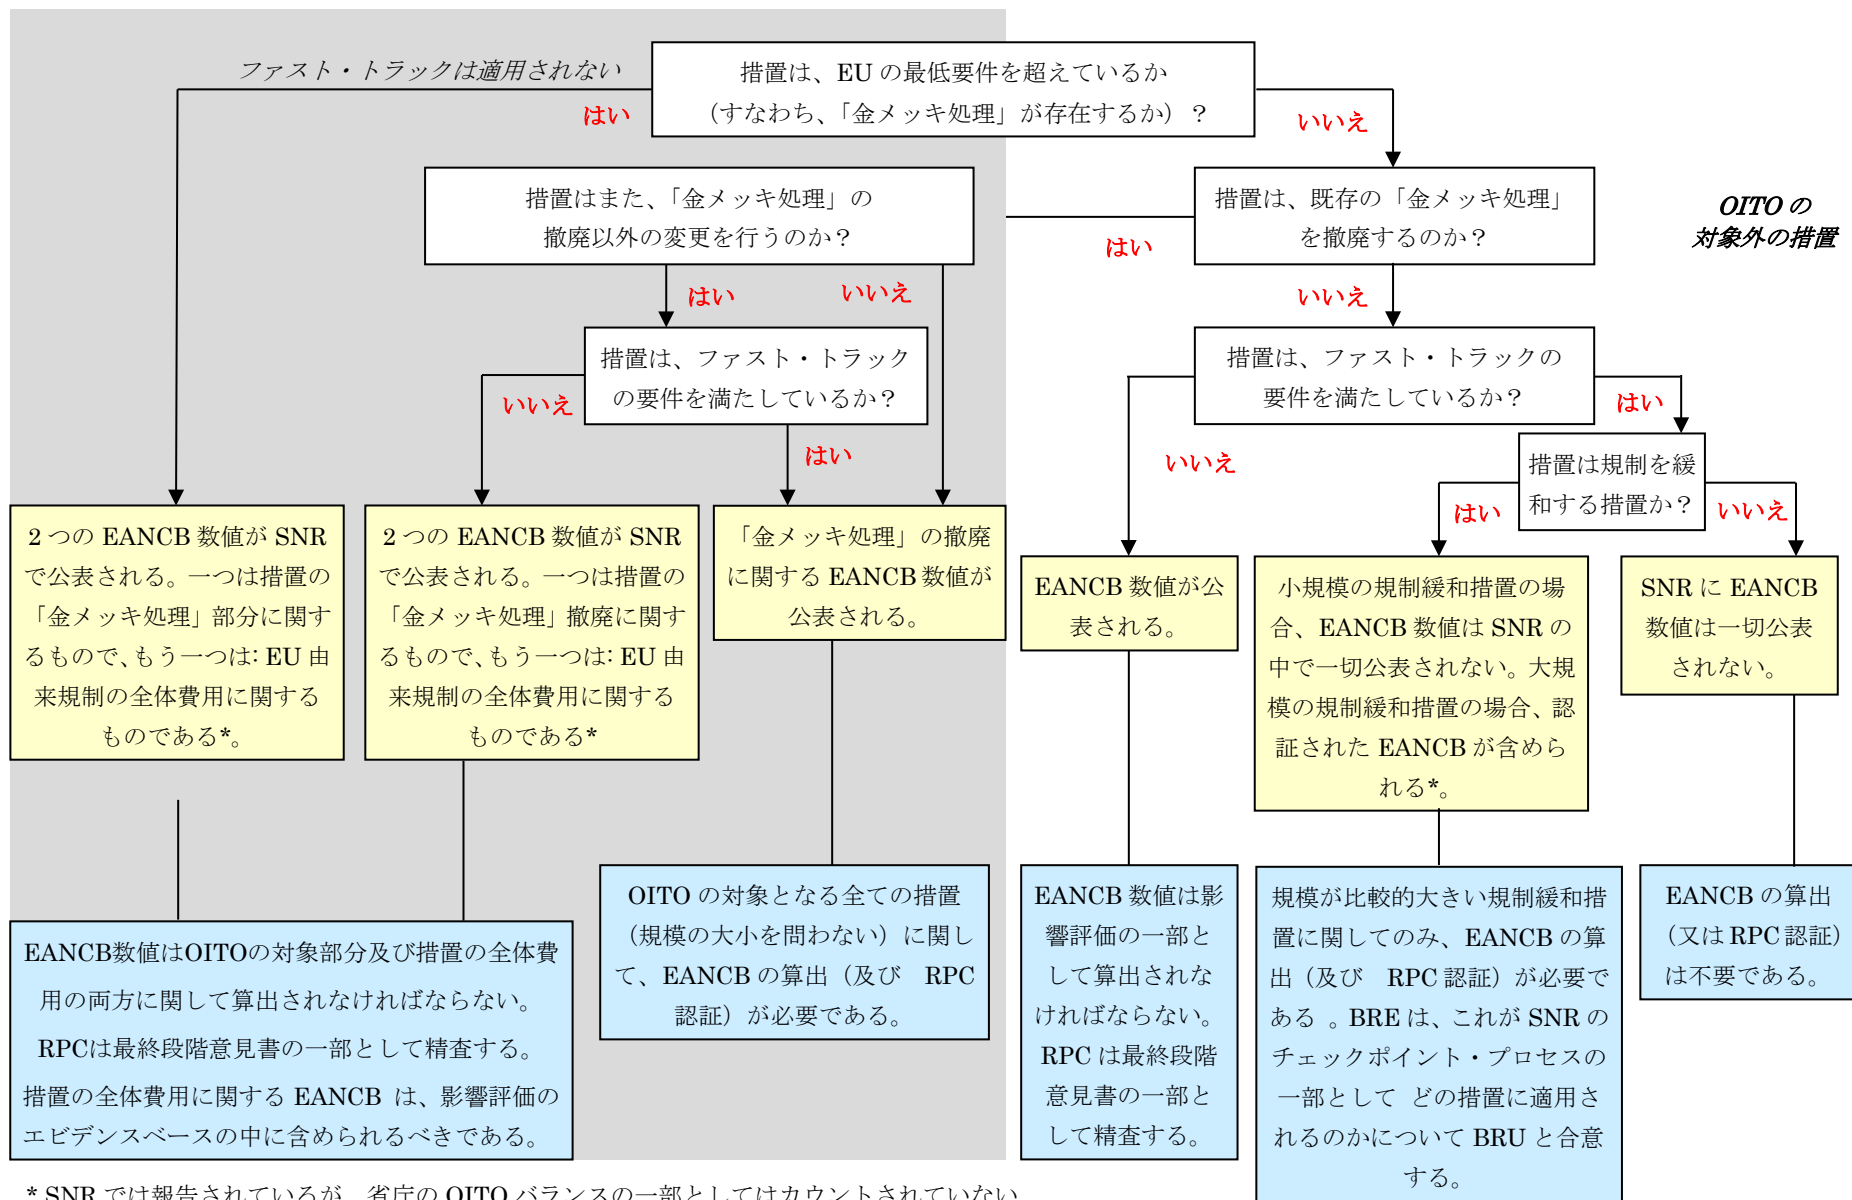 ファスト・トラックは適用されない
措置は、EU の最低要件を超えているか
（すなわち、「金メッキ処理」が存在するか）？
はい
いいえ
措置はまた、「金メッキ処理」の
撤廃以外の変更を行うのか？
措置は、既存の「金メッキ処理」
を撤廃するのか？
OITO の
対象外の措置
はい
はい
いいえ
いいえ
措置は、ファスト・トラック
の要件を満たしているか？
措置は、ファスト・トラックの
要件を満たしているか？
いいえ
はい
はい
いいえ
措置は規制を緩
和する措置か？
はい
いいえ
2 つの EANCB 数値が SNR
で公表される。一つは措置の
「金メッキ処理」部分に関す
るもので、もう一つは: EU 由
来規制の全体費用に関する
ものである*。
2 つの EANCB 数値が SNR
で公表される。一つは措置の
「金メッキ処理」撤廃に関す
るもので、もう一つは: EU 由
来規制の全体費用に関する
ものである*
「金メッキ処理」の撤廃
に関する EANCB 数値が
公表される。
EANCB 数値が公
表される。
小規模の規制緩和措置の場
合、EANCB 数値は SNR の
中で一切公表されない。大規
模の規制緩和措置の場合、認
証された EANCB が含めら
れる*。
SNR に EANCB
数値は一切公表
されない。
EANCB数値はOITOの対象部分及び措置の全体費
用の両方に関して算出されなければならない。
RPCは最終段階意見書の一部として精査する。
措置の全体費用に関する EANCB は、影響評価の
エビデンスベースの中に含められるべきである。
OITO の対象となる全ての措置
（規模の大小を問わない）に関し
て、EANCB の算出（及び　RPC
認証）が必要である。
EANCB 数値は影
響評価の一部と
して算出されな
ければならない。
RPC は最終段階
意見書の一部と
して精査する。
規模が比較的大きい規制緩和措
置に関してのみ、EANCB の算
出（及び　RPC 認証）が必要で
ある 。BRE は、これが SNR の
チェックポイント・プロセスの
一部として どの措置に適用さ
れるのかについて BRU と合意
する。
EANCB の算出
（又は RPC 認証）
は不要である。
* SNR では報告されているが、省庁の OITO バランスの一部としてはカウントされていない